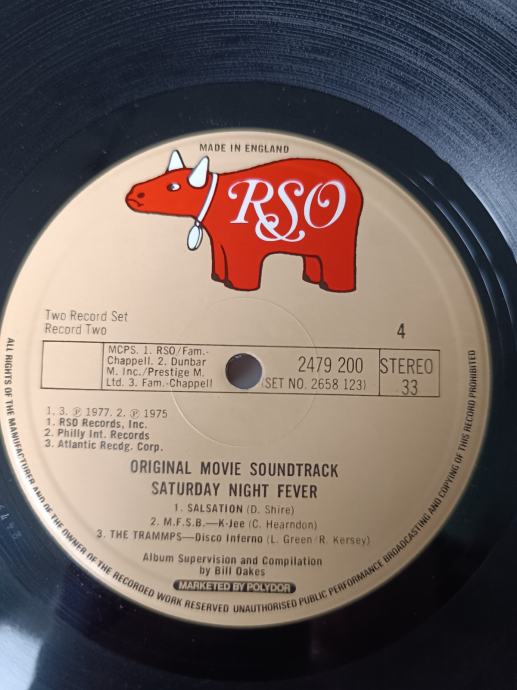 MADE IN ENGLAND
RSO
Two Record Set
Record Two
4
MCPS. 1. RSO/Fam.-
Chappell. 2. Dunbar
M. Inc./Prestige M.
Ltd. 3. Fam.-Chappell
2479 200
(SET NO. 2658 123)
STEREO
33
1. 3. ℗ 1977. 2. ℗ 1975
1. RSO Records, Inc.
2. Philly Int. Records
3. Atlantic Recdg. Corp.
ORIGINAL MOVIE SOUNDTRACK
SATURDAY NIGHT FEVER
1. SALSATION (D. Shire)
2. M.F.S.B.—K-Jee (C. Hearndon)
3. THE TRAMMPS—Disco Inferno (L. Green/R. Kersey)
Album Supervision and Compilation
by Bill Oakes
MARKETED BY POLYDOR
ALL RIGHTS OF THE MANUFACTURER AND OF THE OWNER OF THE RECORDED WORK RESERVED UNAUTHORISED PUBLIC PERFORMANCE BROADCASTING AND COPYING OF THIS RECORD PROHIBITED